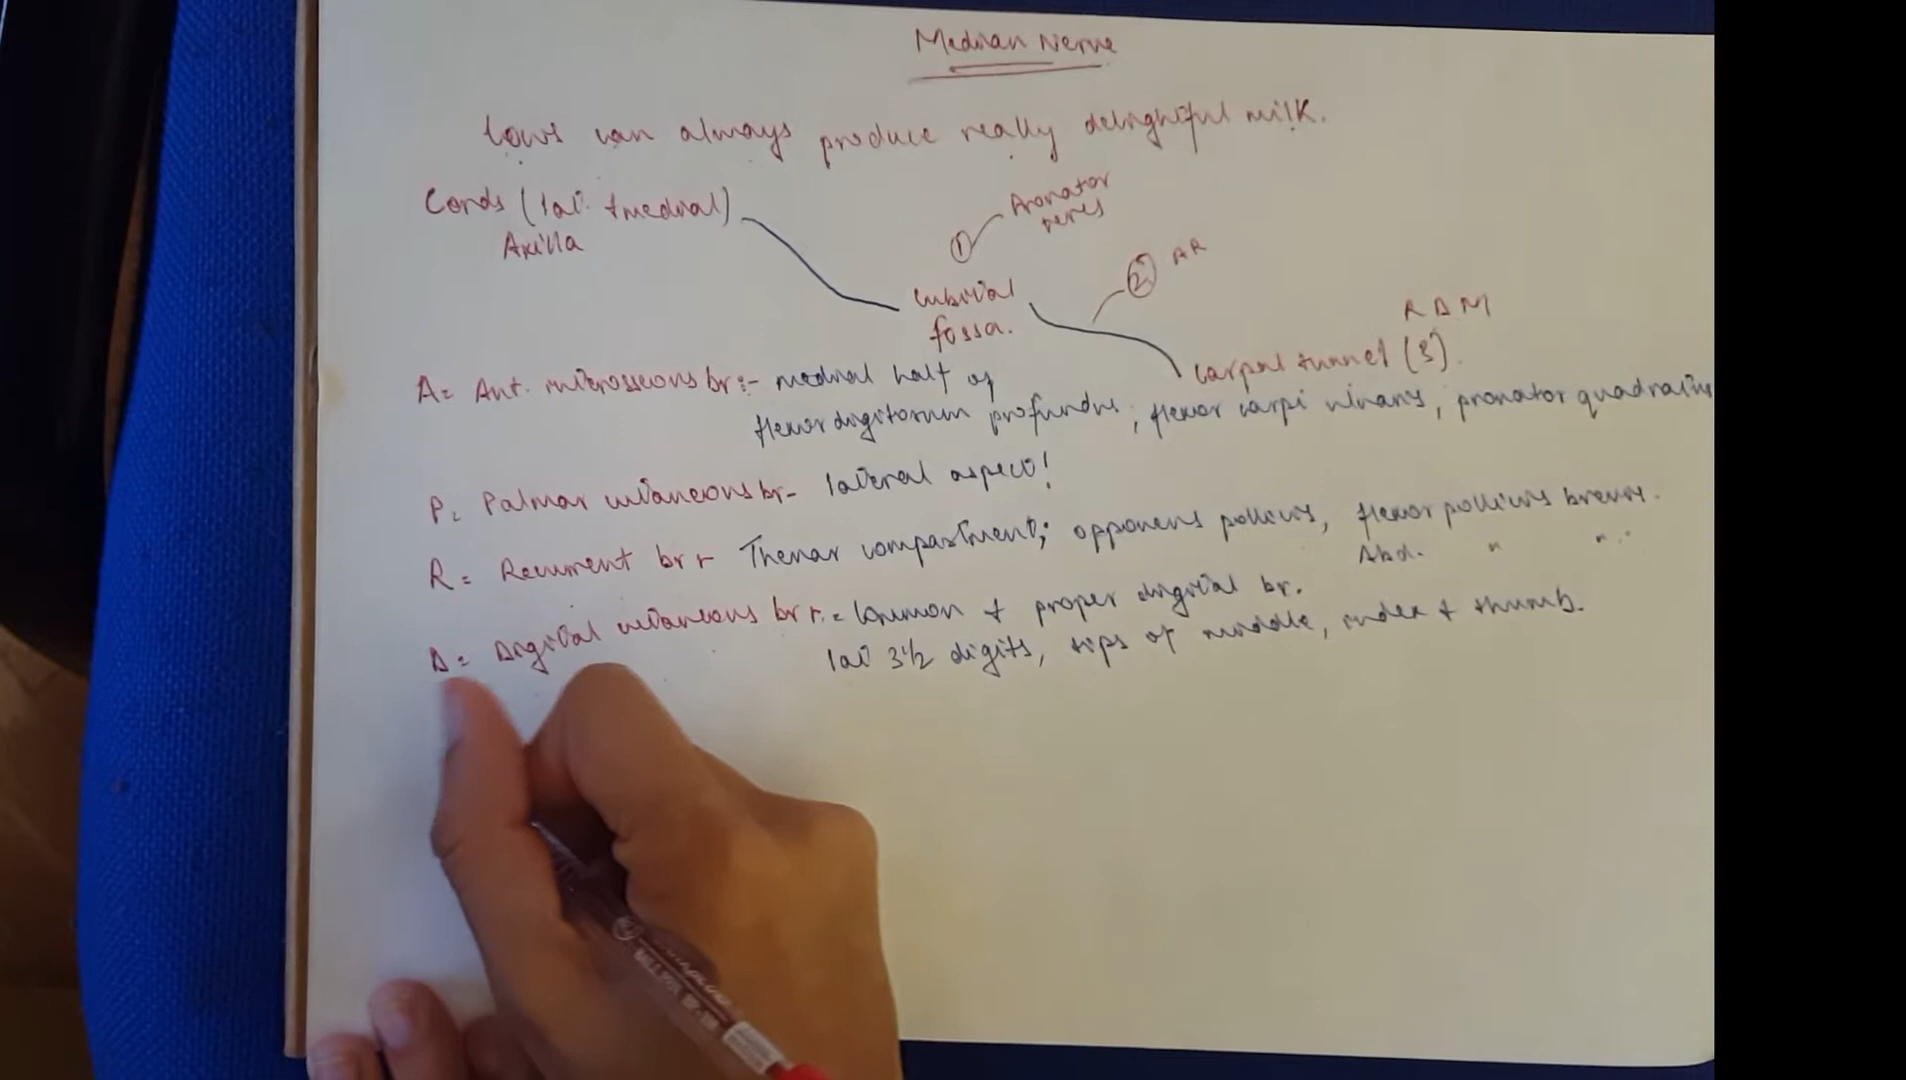 Median Nerve
Cows can always produce really delightful milk.
Cords (lat. + medial)
Axilla
① Pronator
teres
② AR
Cubital
fossa.
R D M
Carpal tunnel (3).
A= Ant. interosseous br:- medial half of
flexor digitorum profundus, flexor carpi ulnaris, pronator quadratus
P= Palmar cutaneous br- lateral aspect!
R= Recurrent br - Thenar compartment; opponens pollicis, flexor pollicis brevis.
Abd. " "
D= Digital cutaneous br = Common + proper digital br.
lat 3½ digits, tips of middle, index + thumb.